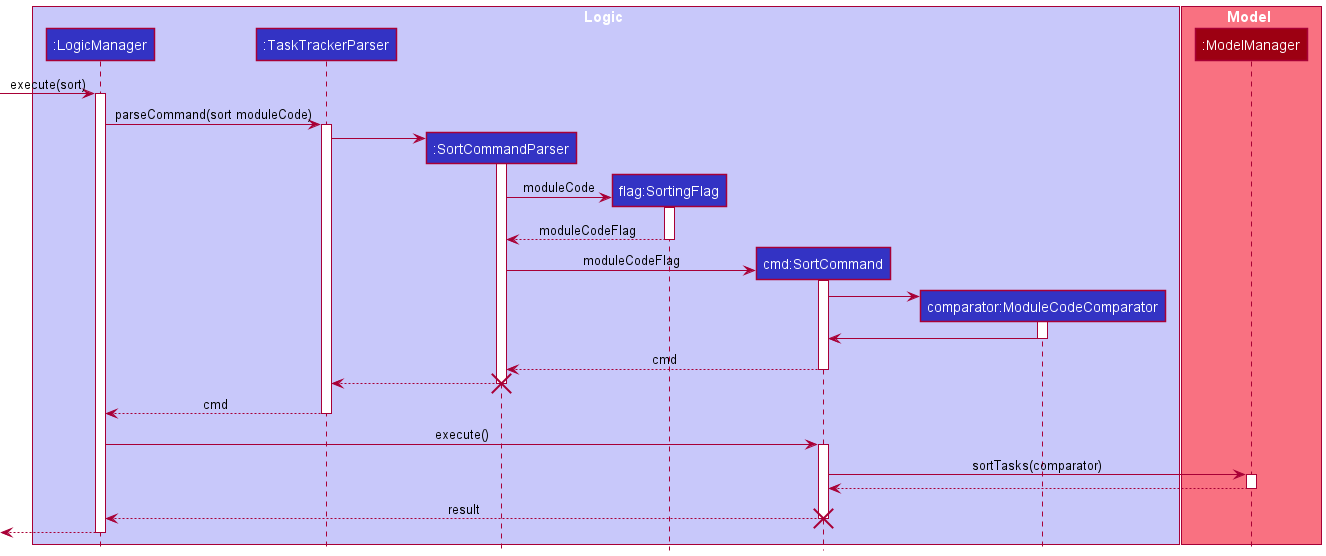 Logic
Model
:LogicManager
:TaskTrackerParser
:ModelManager
execute(sort)
parseCommand(sort moduleCode)
:SortCommandParser
moduleCode
flag:SortingFlag
moduleCodeFlag
moduleCodeFlag
cmd:SortCommand
comparator:ModuleCodeComparator
cmd
cmd
execute()
sortTasks(comparator)
result